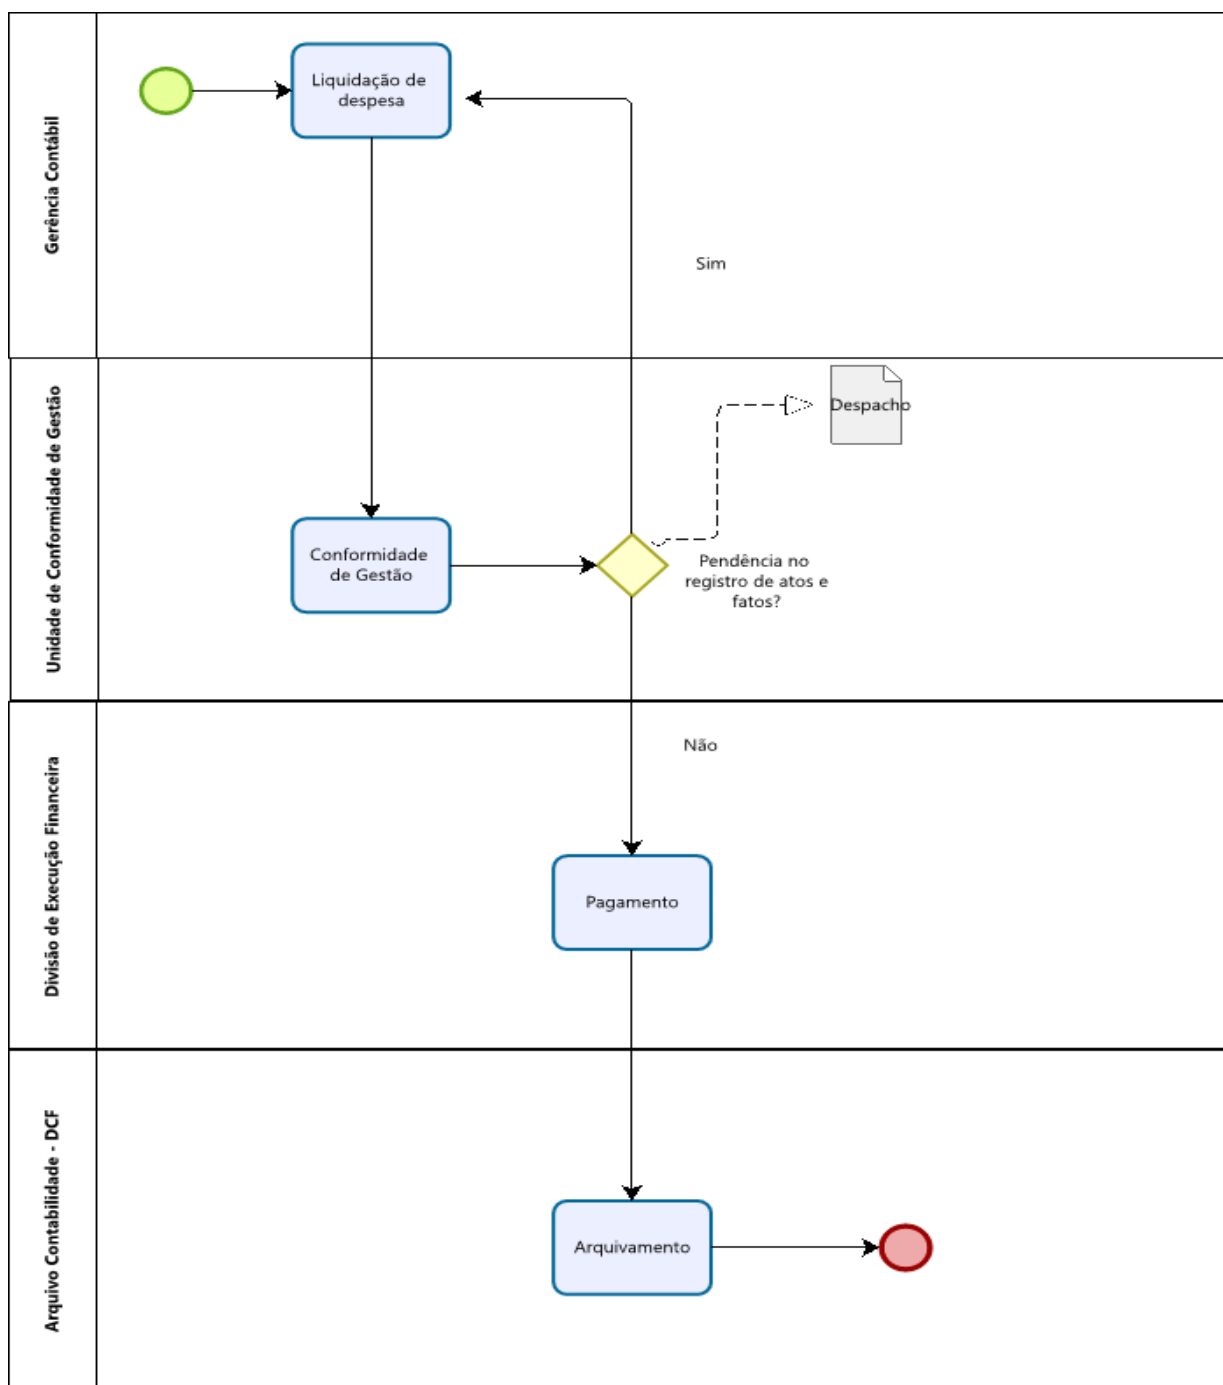 Gerência Contábil
Liquidação de
despesa
Sim
Unidade de Conformidade de Gestão
Despacho
Conformidade
de Gestão
Pendência no
registro de atos e
fatos?
Divisão de Execução Financeira
Não
Pagamento
Arquivo Contabilidade - DCF
Arquivamento